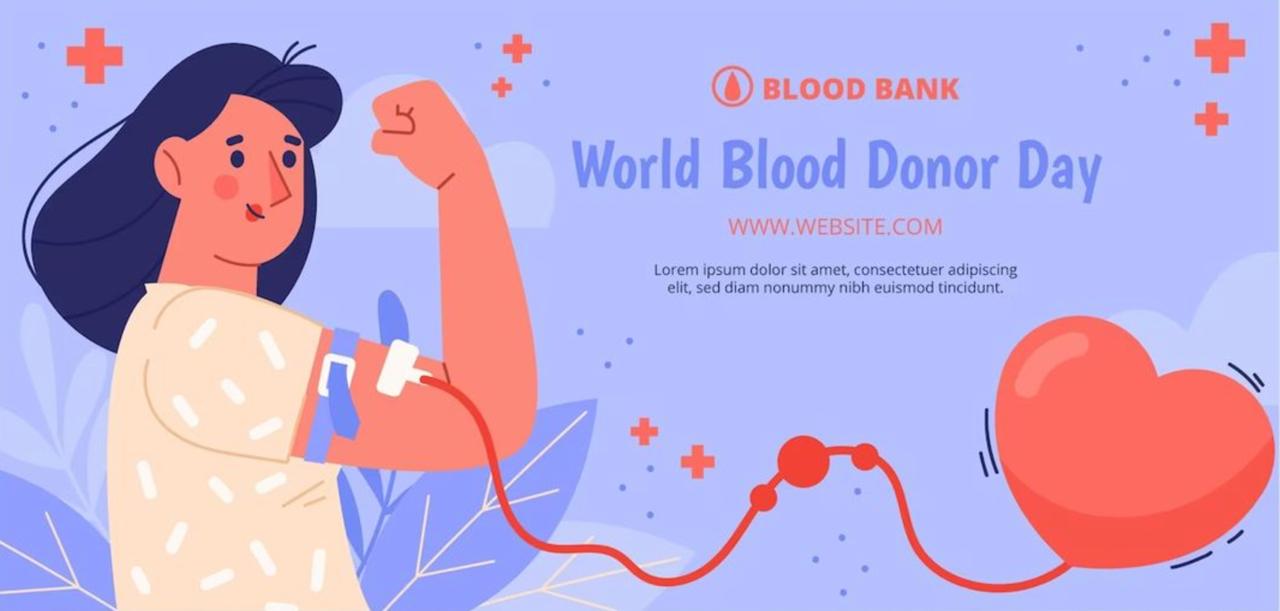 BLOOD BANK
World Blood Donor Day
WWW.WEBSITE.COM
Lorem ipsum dolor sit amet, consectetuer adipiscing
elit, sed diam nonummy nibh euismod tincidunt.